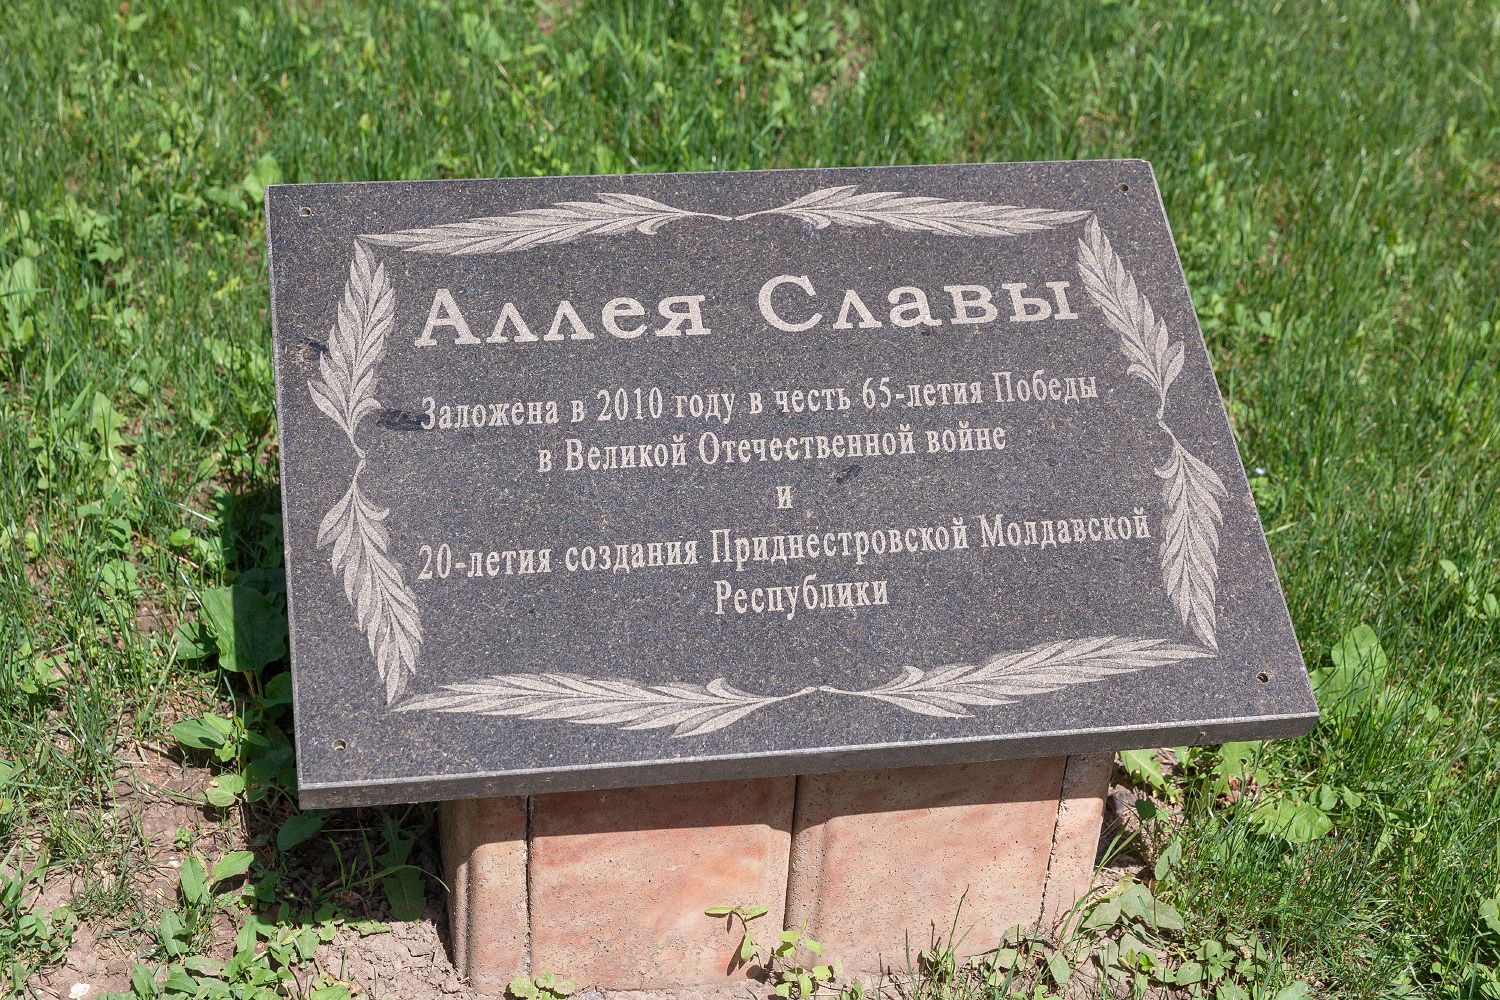 Аллея Славы
Заложена в 2010 году в честь 65-летия Победы
в Великой Отечественной войне
и
20-летия создания Приднестровской Молдавской
Республики